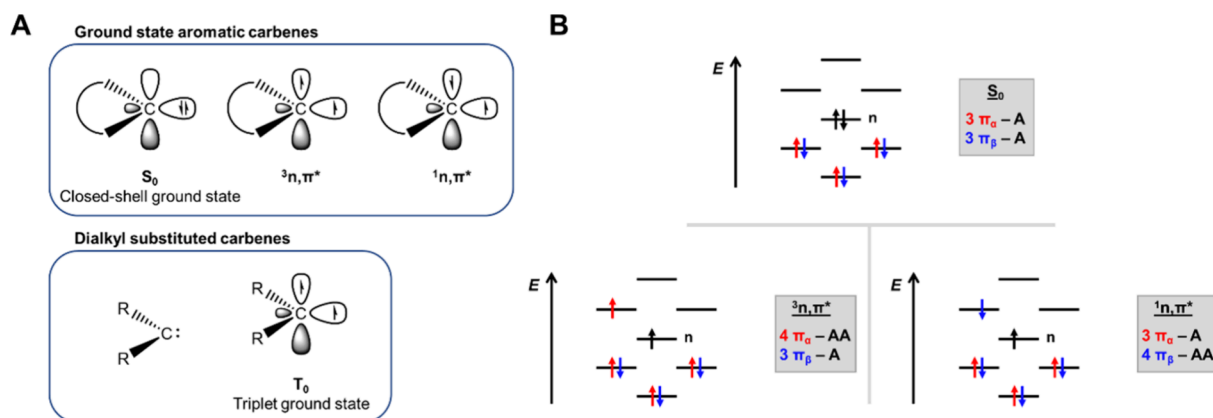 A
Ground state aromatic carbenes
C C C
S₀ ³n,π* ¹n,π*
Closed-shell ground state
Dialkyl substituted carbenes
R R
C: C
R R
T₀
Triplet ground state
B
E
n
S₀
3 πα – A
3 πβ – A
E
n
³n,π*
4 πα – AA
3 πβ – A
E
n
¹n,π*
3 πα – A
4 πβ – AA